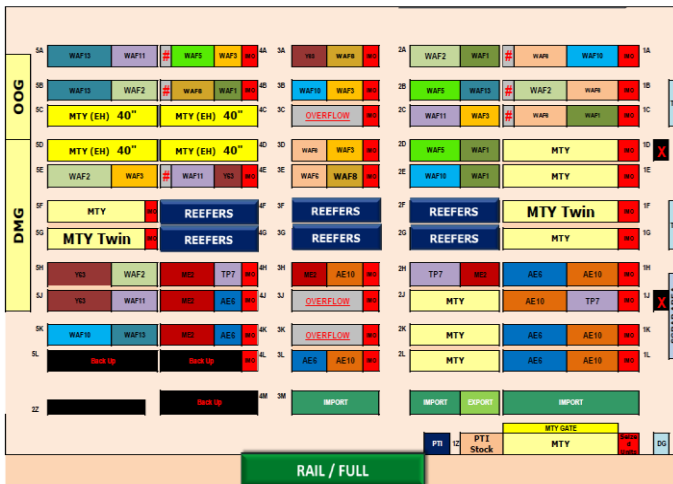 5A WAF13 WAF11 # WAF5 WAF3 4A 3A YG3 WAF8 2A WAF2 WAF1 # WAF6 WAF10 1A
OOG
5B WAF13 WAF2 # WAF8 WAF1 4B 3B WAF10 WAF3 2B WAF5 WAF13 # WAF2 WAF6 1B
5C MTY (EH) 40" MTY (EH) 40" 4C 3C OVERFLOW 2C WAF11 WAF3 # WAF6 WAF1 1C
5D MTY (EH) 40" MTY (EH) 40" 4D 3D WAF6 WAF3 2D WAF5 WAF1 MTY 1D X
5E WAF2 WAF3 # WAF11 YG3 4E 3E WAF6 WAF8 2E WAF10 WAF1 MTY 1E
DMG
5F MTY REEFERS 4F 3F REEFERS 2F REEFERS MTY Twin 1F
5G MTY Twin REEFERS 4G 3G REEFERS 2G REEFERS MTY 1G
5H YG3 WAF2 ME2 TP7 4H 3H ME2 AE10 2H TP7 ME2 AE6 AE10 1H
5J YG3 WAF11 ME2 AE6 4J 3J OVERFLOW 2J MTY AE10 TP7 1J X
5K WAF10 WAF13 ME2 AE6 4K 3K OVERFLOW 2K MTY AE6 AE10 1K
5L Back Up Back Up 4L 3L AE6 AE10 2L MTY AE6 AE10 1L
2Z Back Up 4M 3M IMPORT IMPORT EXPORT IMPORT
MTY GATE
PTI 1Z PTI Stock MTY DG
RAIL / FULL